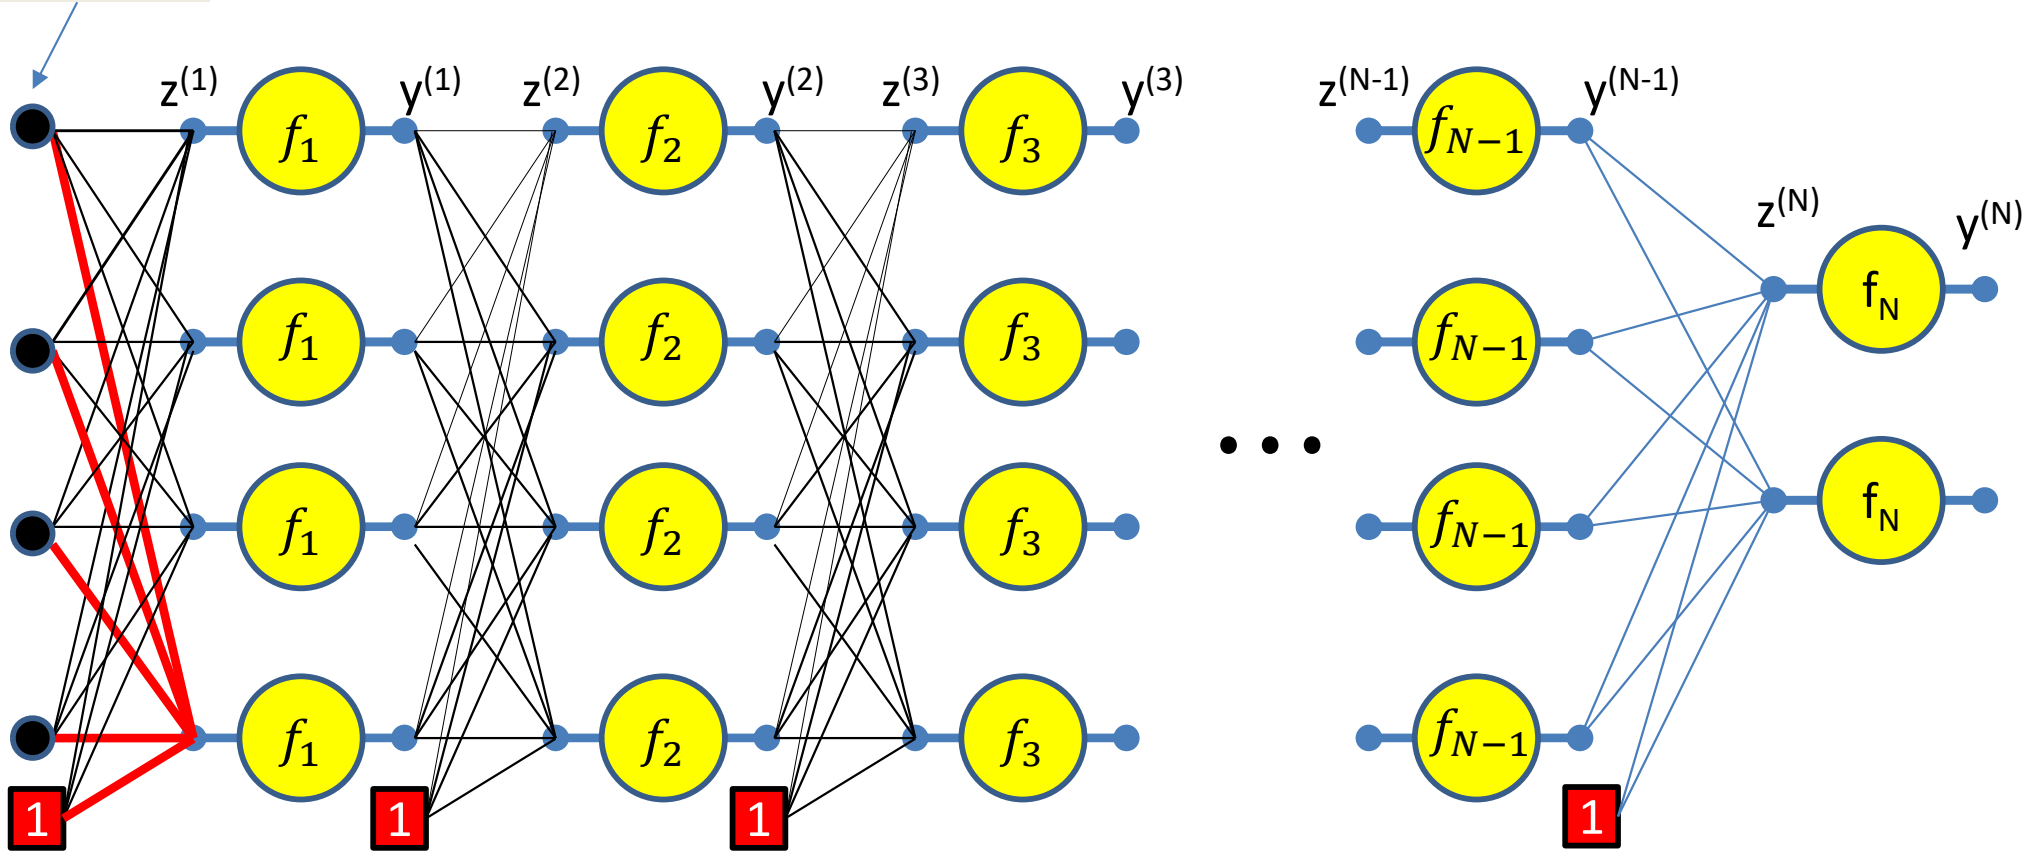 z(1) y(1) z(2) y(2) z(3) y(3) z(N-1) y(N-1)
f1 f2 f3 fN−1
z(N) y(N)
fN
f1 f2 f3 fN−1
f1 f2 f3 fN−1
fN
f1 f2 f3 fN−1
1 1 1 1